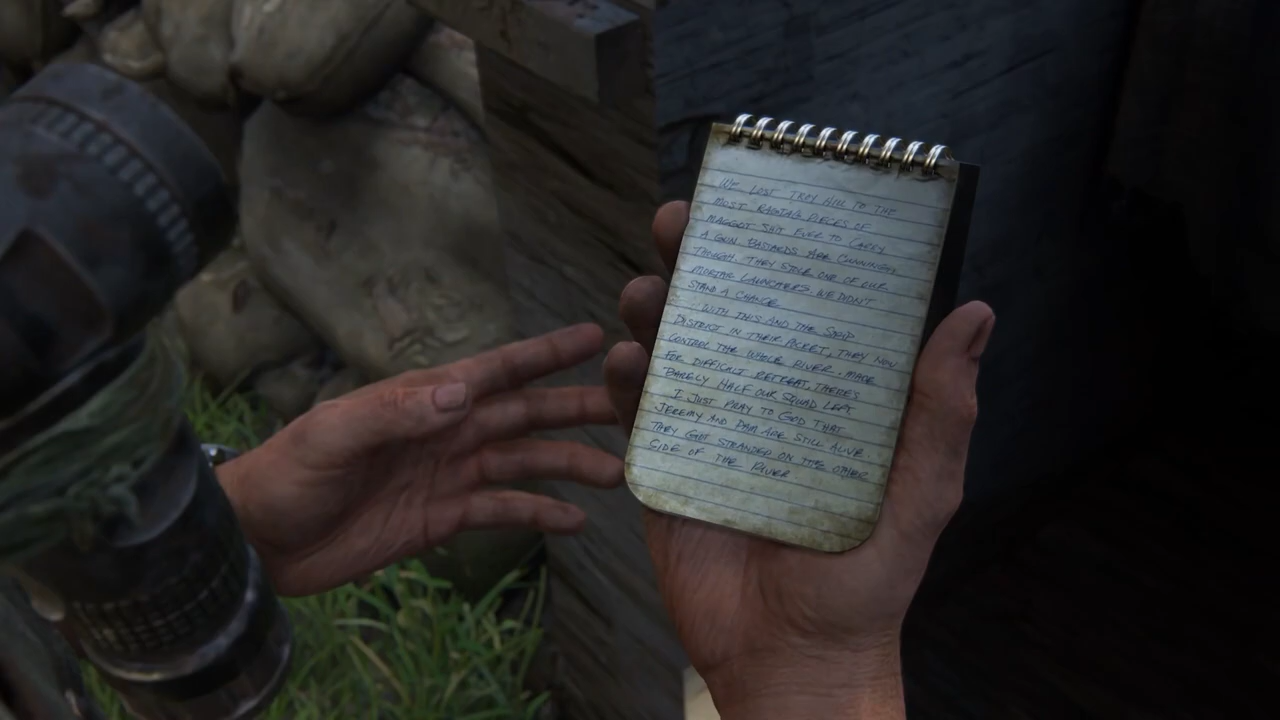 WE LOST TREY HILL TO THE
MOST RAGTAG PIECES OF
MAGGOT SHIT EVER TO CARRY
A GUN. BASTARDS ARE CUNNING
THOUGH. THEY STOLE ONE OF OUR
MORTAR LAUNCHERS. WE DIDN'T
STAND A CHANCE.
WITH THIS AND THE SHOP
DISTRICT IN THEIR POCKET, THEY NOW
CONTROL THE WHOLE RIVER. MADE
FOR DIFFICULT RETREAT, THERE'S
BARELY HALF OUR SQUAD LEFT
I JUST PRAY TO GOD THAT
JEREMY AND PAM ARE STILL ALIVE.
THEY GOT STRANDED ON THE OTHER
SIDE OF THE RIVER